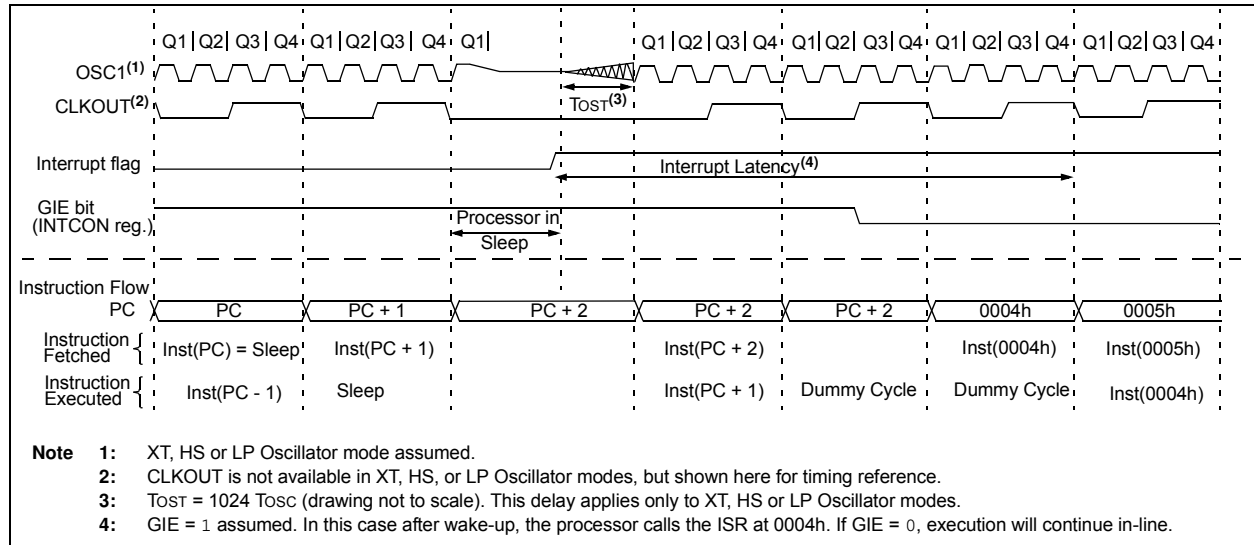 Q1 Q2 Q3 Q4 Q1 Q2 Q3 Q4 Q1 Q1 Q2 Q3 Q4 Q1 Q2 Q3 Q4 Q1 Q2 Q3 Q4 Q1 Q2 Q3 Q4
OSC1(1)
TOST(3)
CLKOUT(2)
Interrupt flag
Interrupt Latency(4)
GIE bit
(INTCON reg.)
Processor in
Sleep
Instruction Flow
PC PC PC + 1 PC + 2 PC + 2 PC + 2 0004h 0005h
Instruction
Fetched { Inst(PC) = Sleep Inst(PC + 1) Inst(PC + 2) Inst(0004h) Inst(0005h)
Instruction
Executed { Inst(PC - 1) Sleep Inst(PC + 1) Dummy Cycle Dummy Cycle Inst(0004h)
Note 1: XT, HS or LP Oscillator mode assumed.
2: CLKOUT is not available in XT, HS, or LP Oscillator modes, but shown here for timing reference.
3: TOST = 1024 TOSC (drawing not to scale). This delay applies only to XT, HS or LP Oscillator modes.
4: GIE = 1 assumed. In this case after wake-up, the processor calls the ISR at 0004h. If GIE = 0, execution will continue in-line.